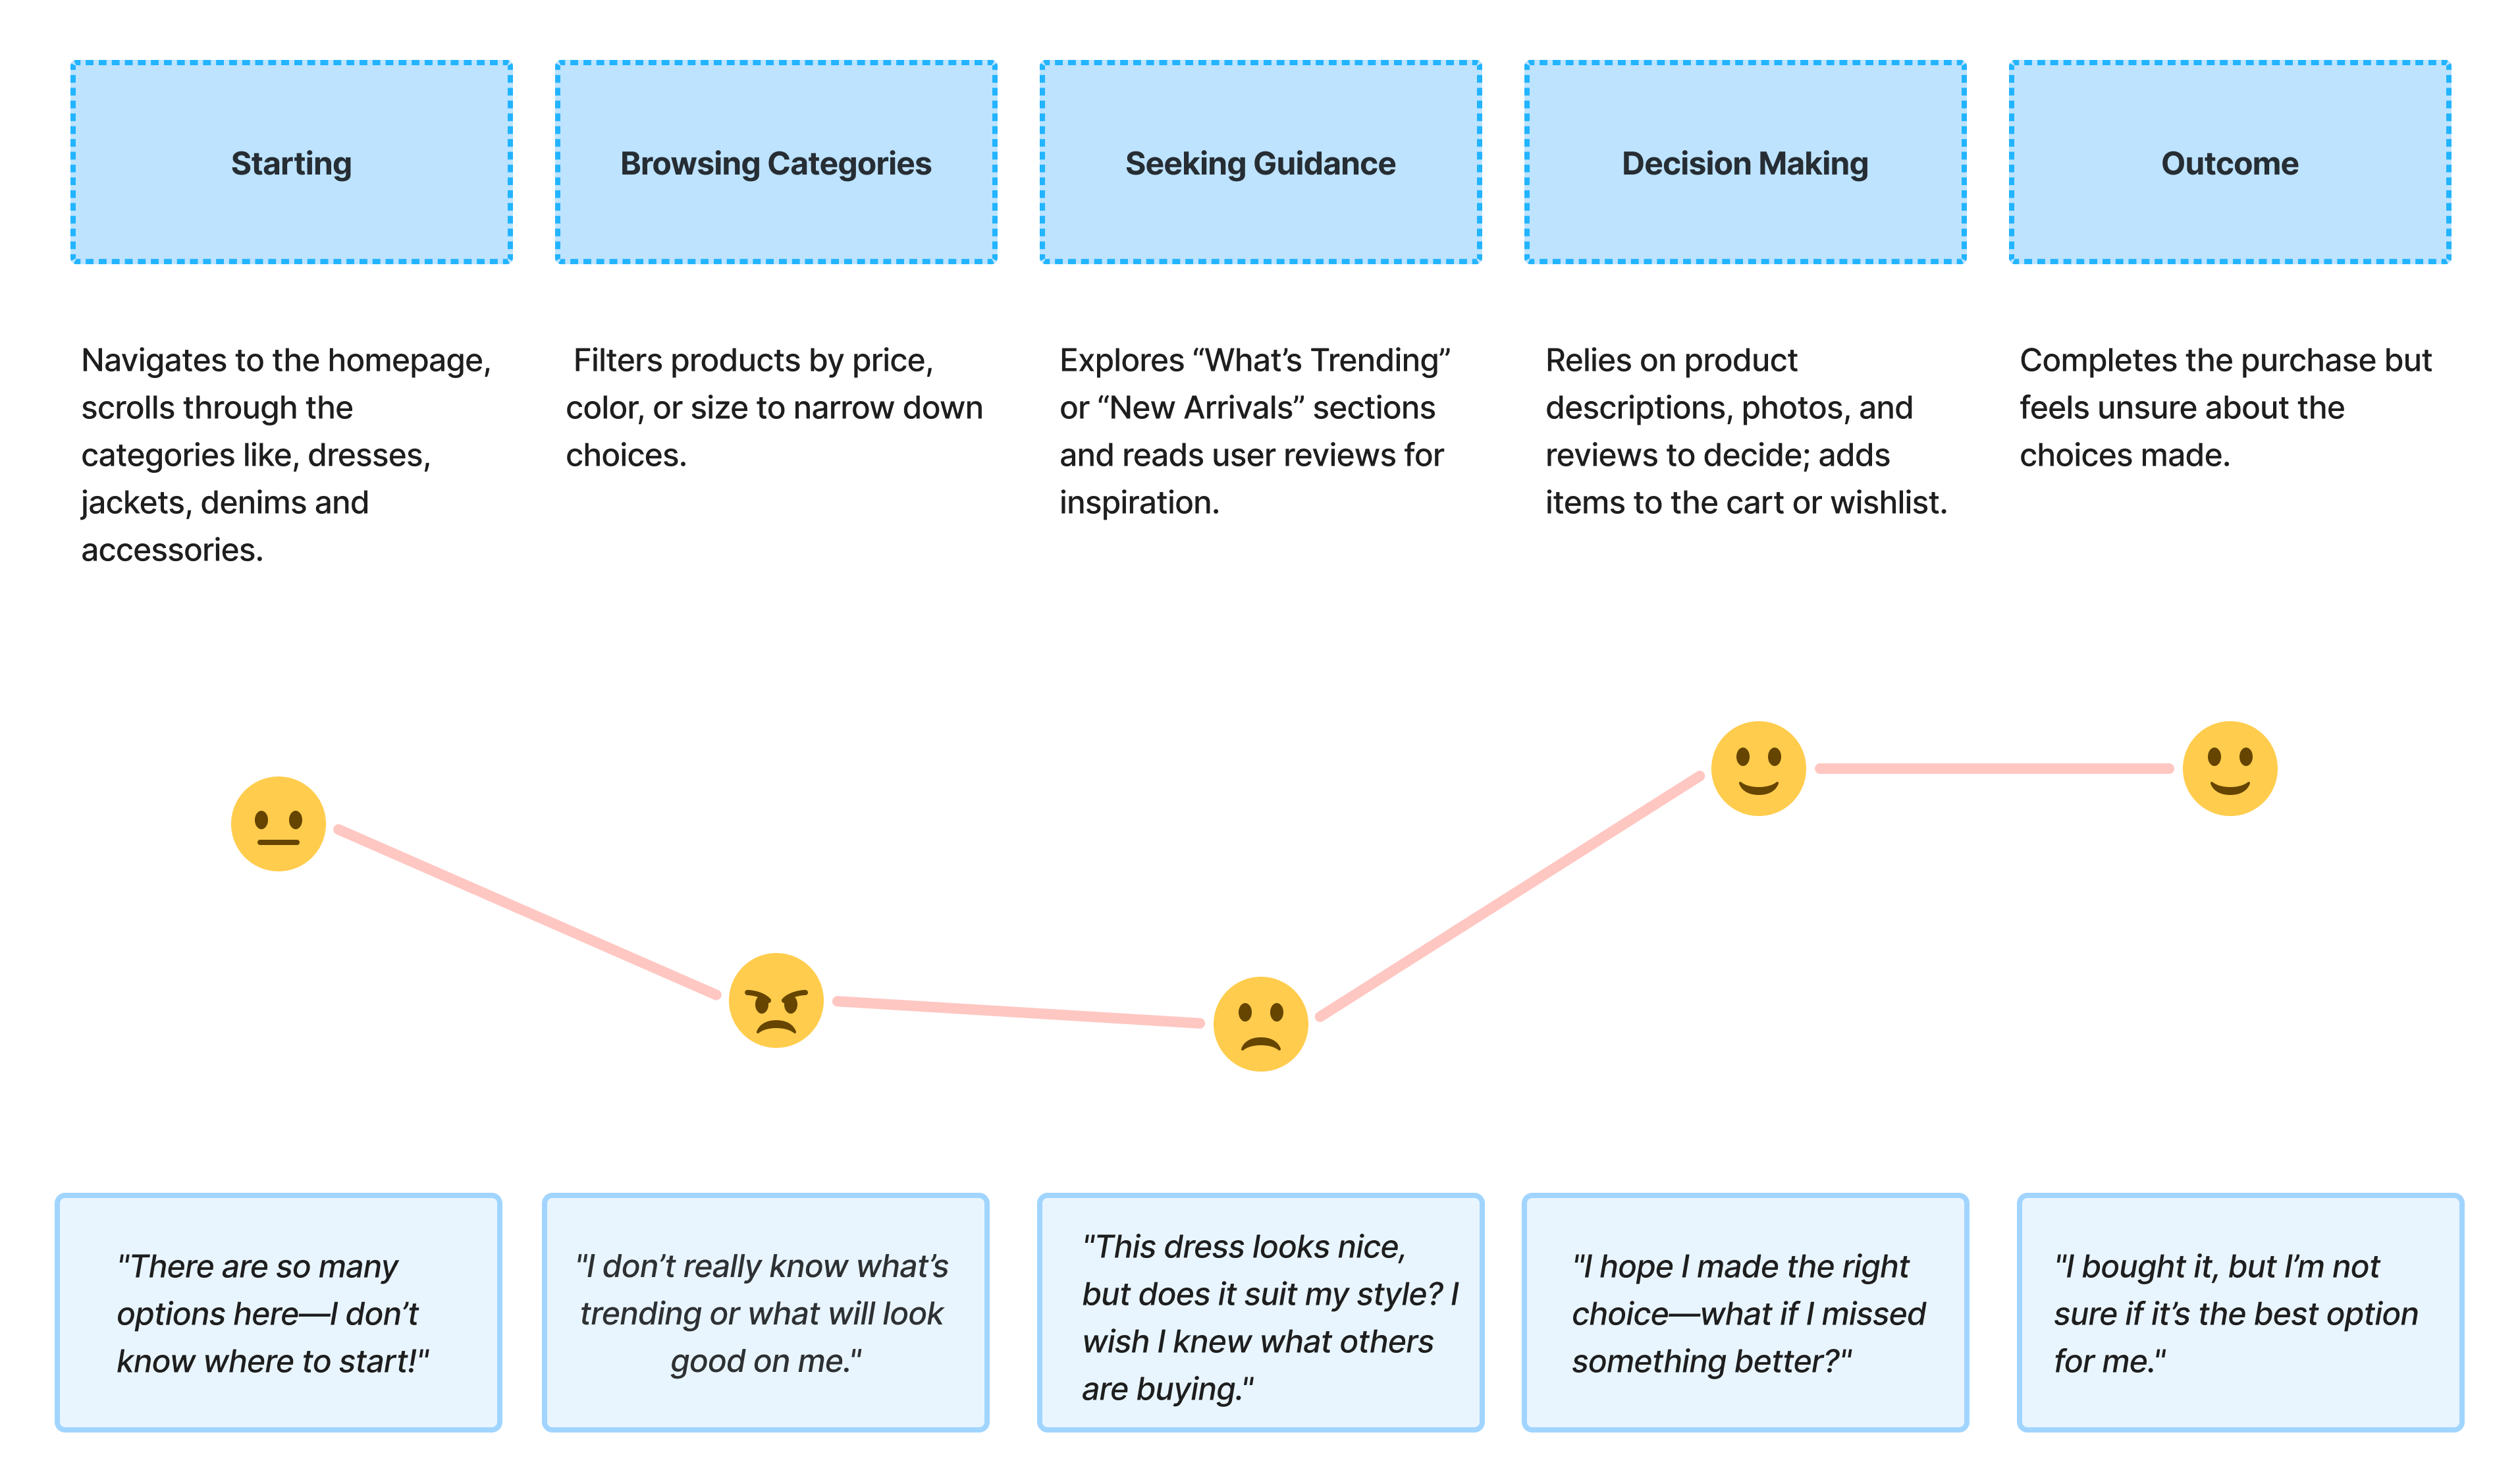 Starting
Browsing Categories
Seeking Guidance
Decision Making
Outcome
Navigates to the homepage,
scrolls through the
categories like, dresses,
jackets, denims and
accessories.
Filters products by price,
color, or size to narrow down
choices.
Explores “What’s Trending”
or “New Arrivals” sections
and reads user reviews for
inspiration.
Relies on product
descriptions, photos, and
reviews to decide; adds
items to the cart or wishlist.
Completes the purchase but
feels unsure about the
choices made.
"There are so many
options here—I don’t
know where to start!"
"I don’t really know what’s
trending or what will look
good on me."
"This dress looks nice,
but does it suit my style? I
wish I knew what others
are buying."
"I hope I made the right
choice—what if I missed
something better?"
"I bought it, but I’m not
sure if it’s the best option
for me."